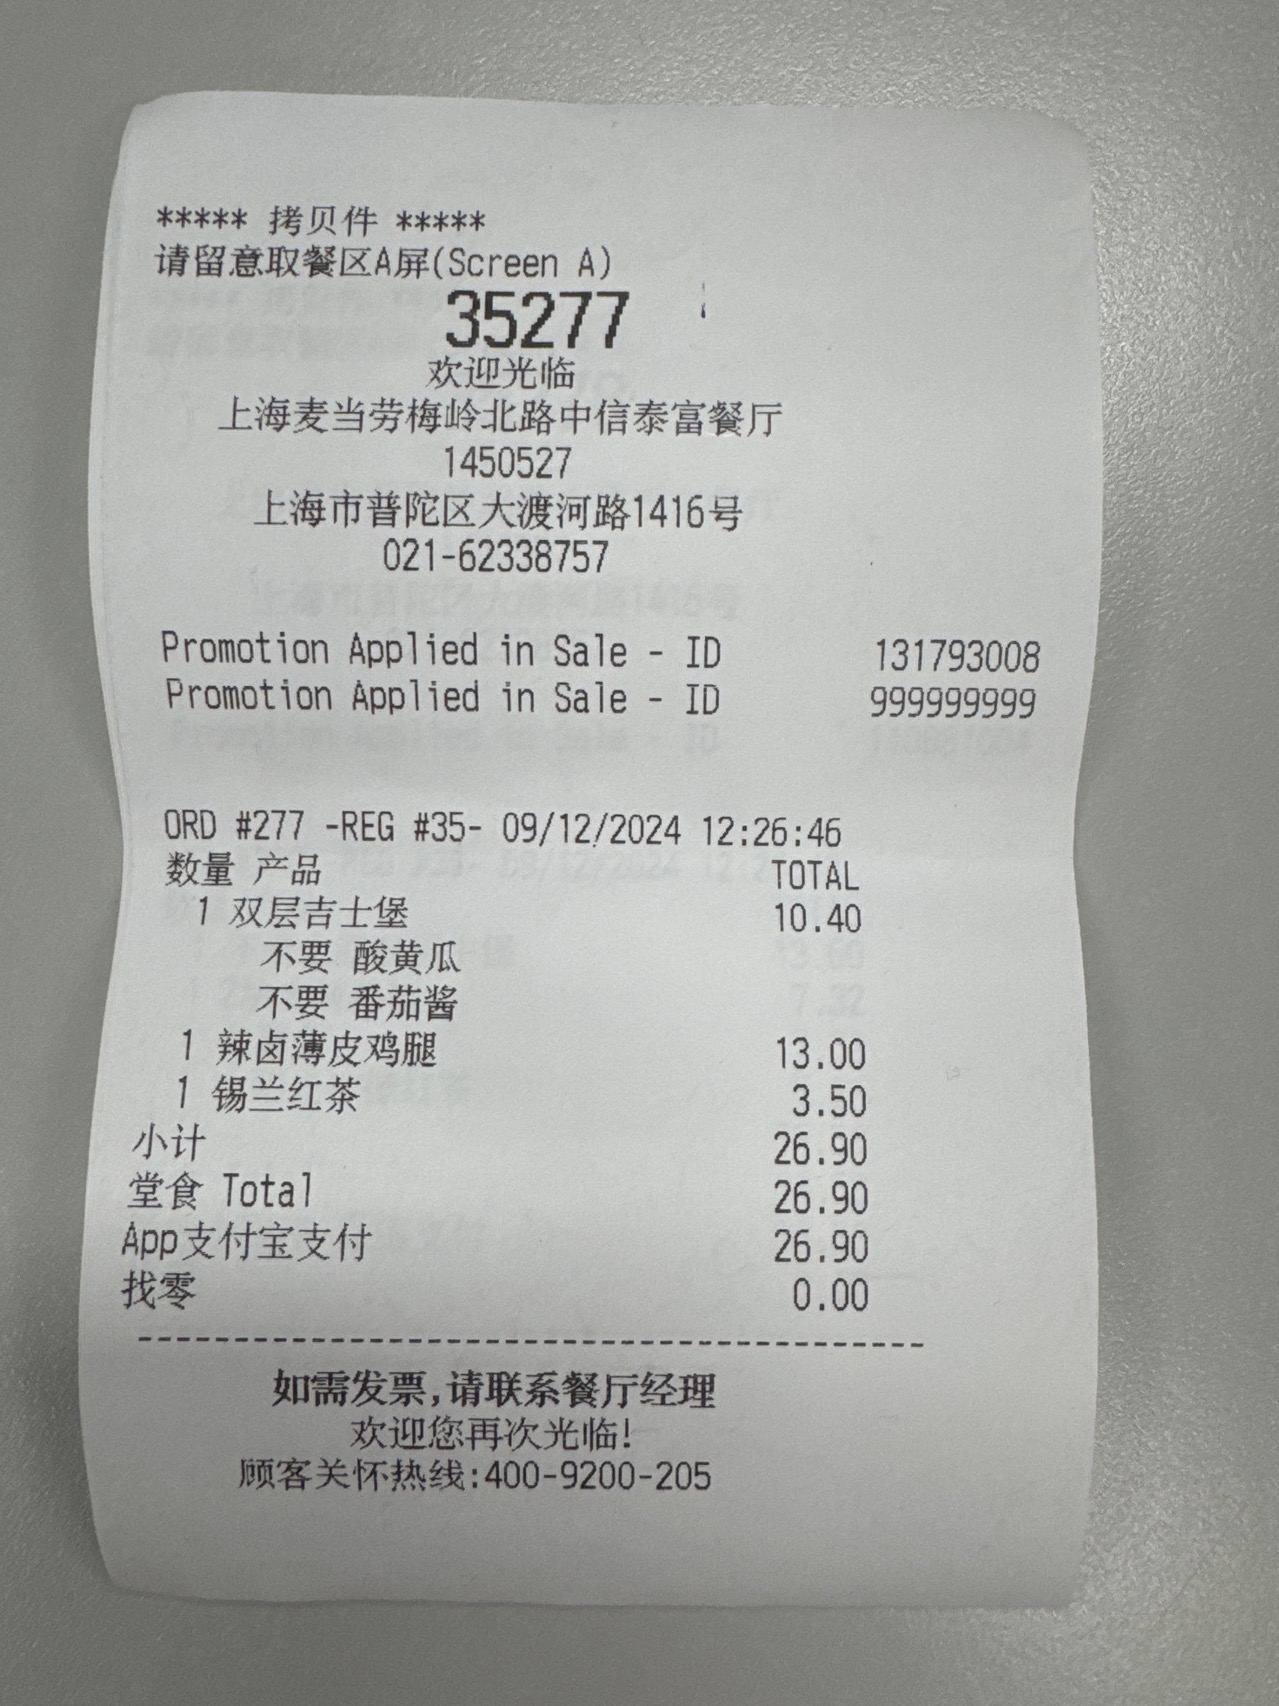 ***** 拷贝件 *****
请留意取餐区A屏(Screen A)
35277
欢迎光临
上海麦当劳梅岭北路中信泰富餐厅
1450527
上海市普陀区大渡河路1416号
021-62338757
Promotion Applied in Sale - ID 131793008
Promotion Applied in Sale - ID 999999999
ORD #277 -REG #35- 09/12/2024 12:26:46
数量 产品 TOTAL
1 双层吉士堡 10.40
不要 酸黄瓜
不要 番茄酱
1 辣卤薄皮鸡腿 13.00
1 锡兰红茶 3.50
小计 26.90
堂食 Total 26.90
App支付宝支付 26.90
找零 0.00
----------------------------------------
如需发票,请联系餐厅经理
欢迎您再次光临!
顾客关怀热线:400-9200-205